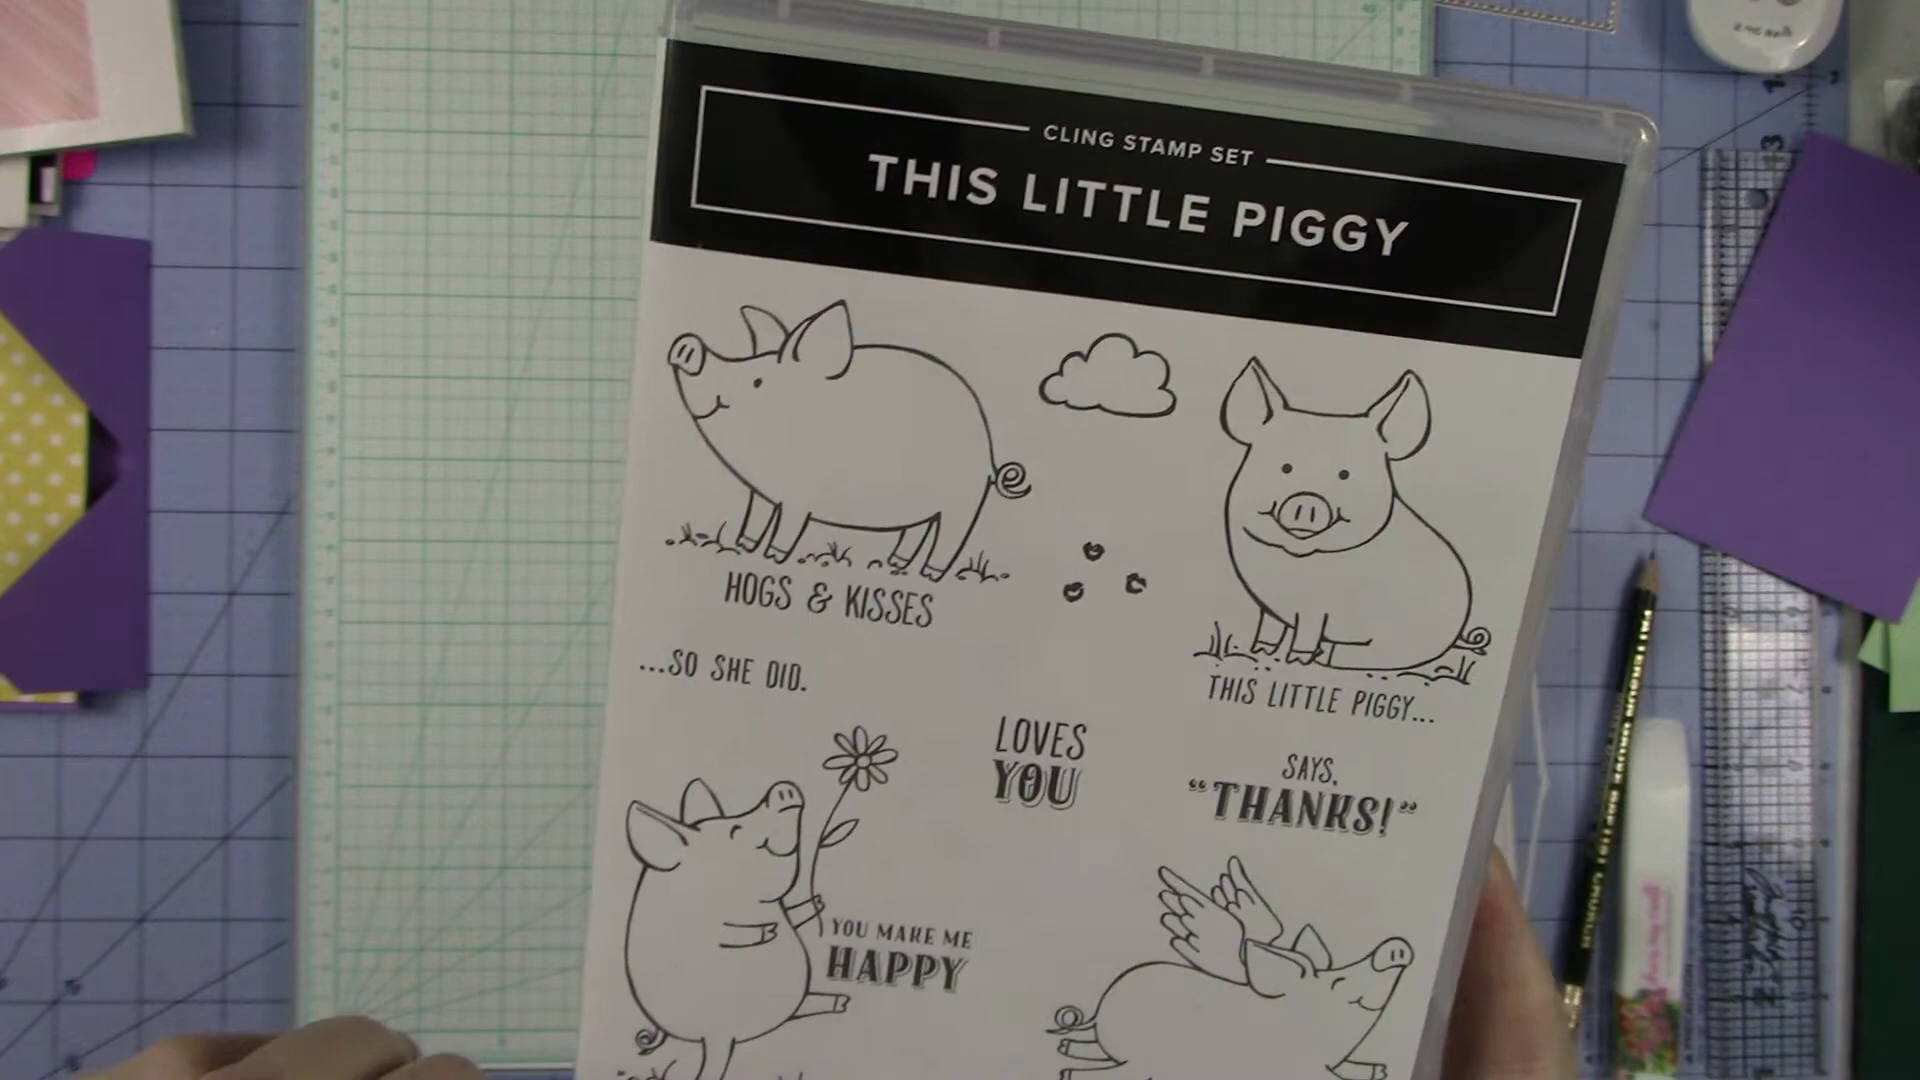 CLING STAMP SET
THIS LITTLE PIGGY
HOGS & KISSES
...SO SHE DID.
THIS LITTLE PIGGY...
LOVES
YOU
SAYS,
"THANKS!"
YOU MAKE ME
HAPPY